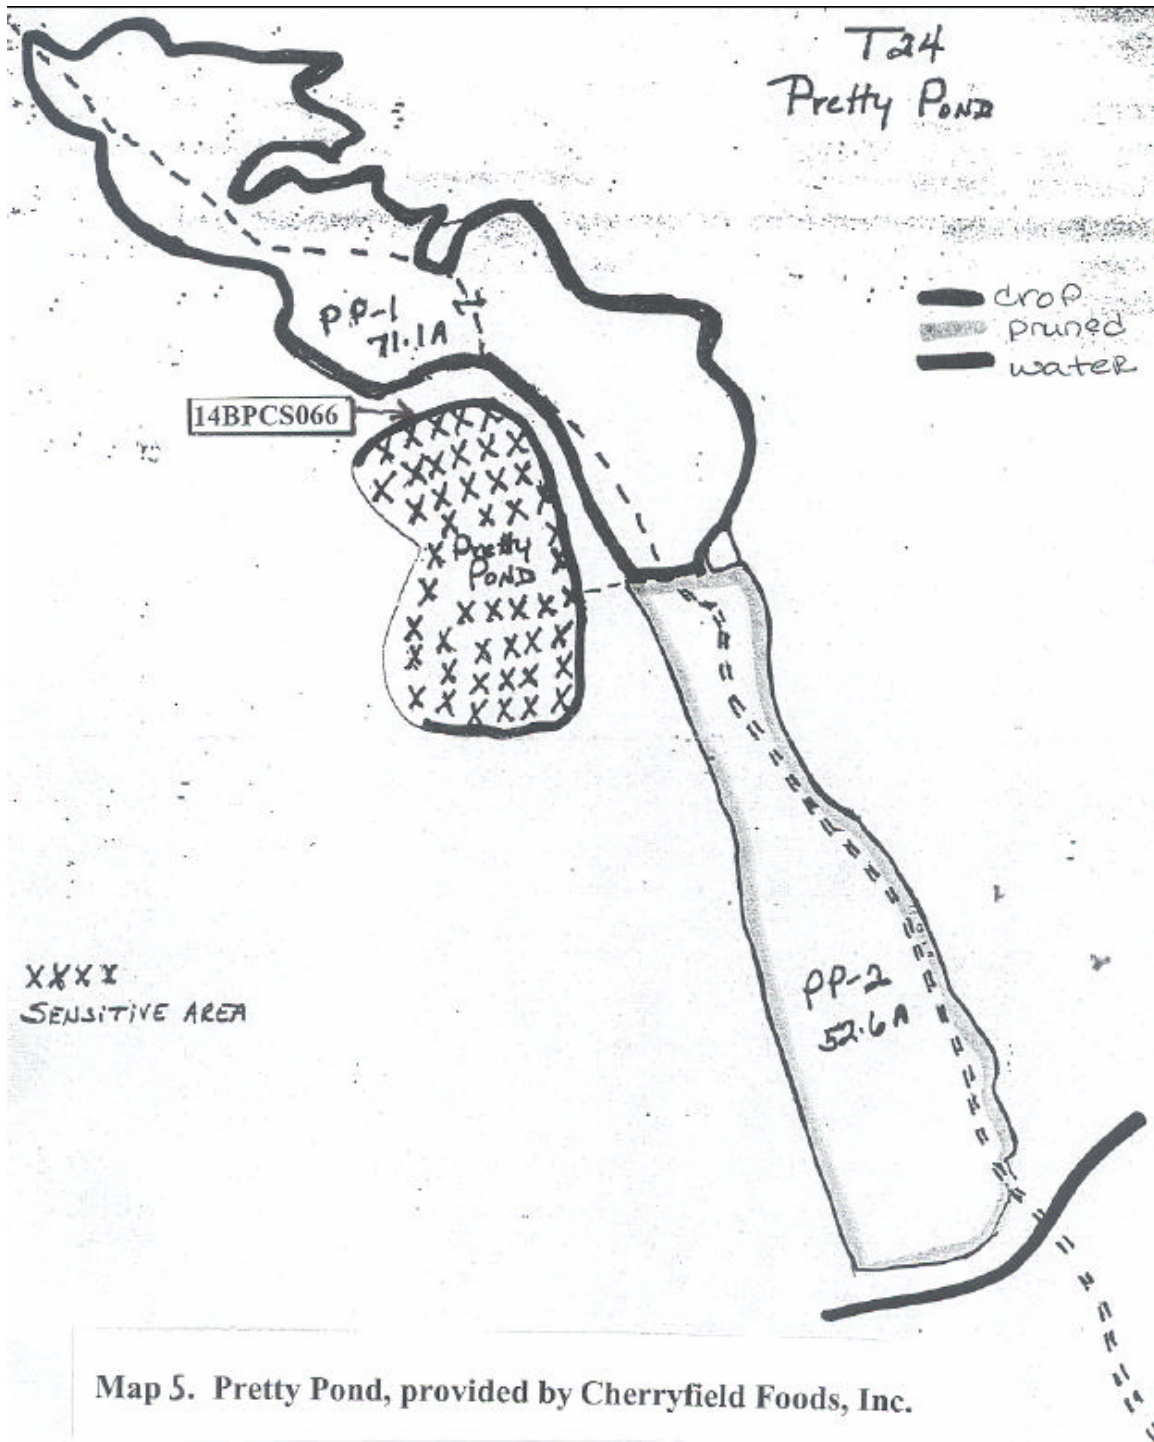 T24
Pretty POND
crop
pruned
water
PP-1
71.1A
14BPCS066
Pretty
POND
XXXX
SENSITIVE AREA
PP-2
52.6A
Map 5. Pretty Pond, provided by Cherryfield Foods, Inc.